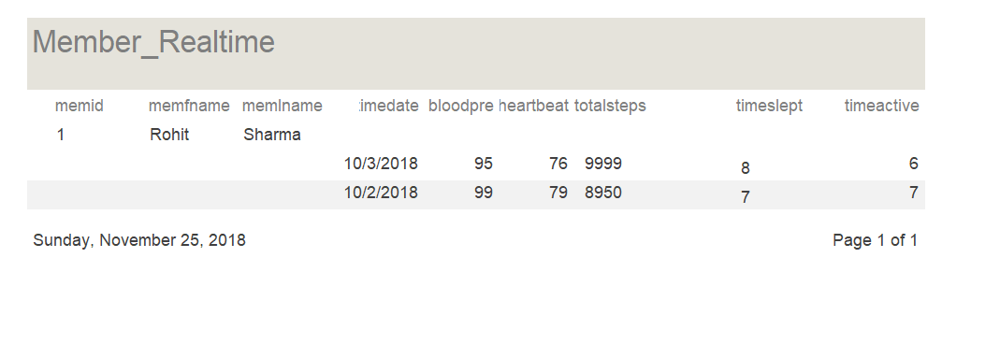 Member_Realtime
memid memfname memlname timedate bloodpre heartbeat totalsteps timeslept timeactive
1 Rohit Sharma
10/3/2018 95 76 9999 8 6
10/2/2018 99 79 8950 7 7
Sunday, November 25, 2018 Page 1 of 1